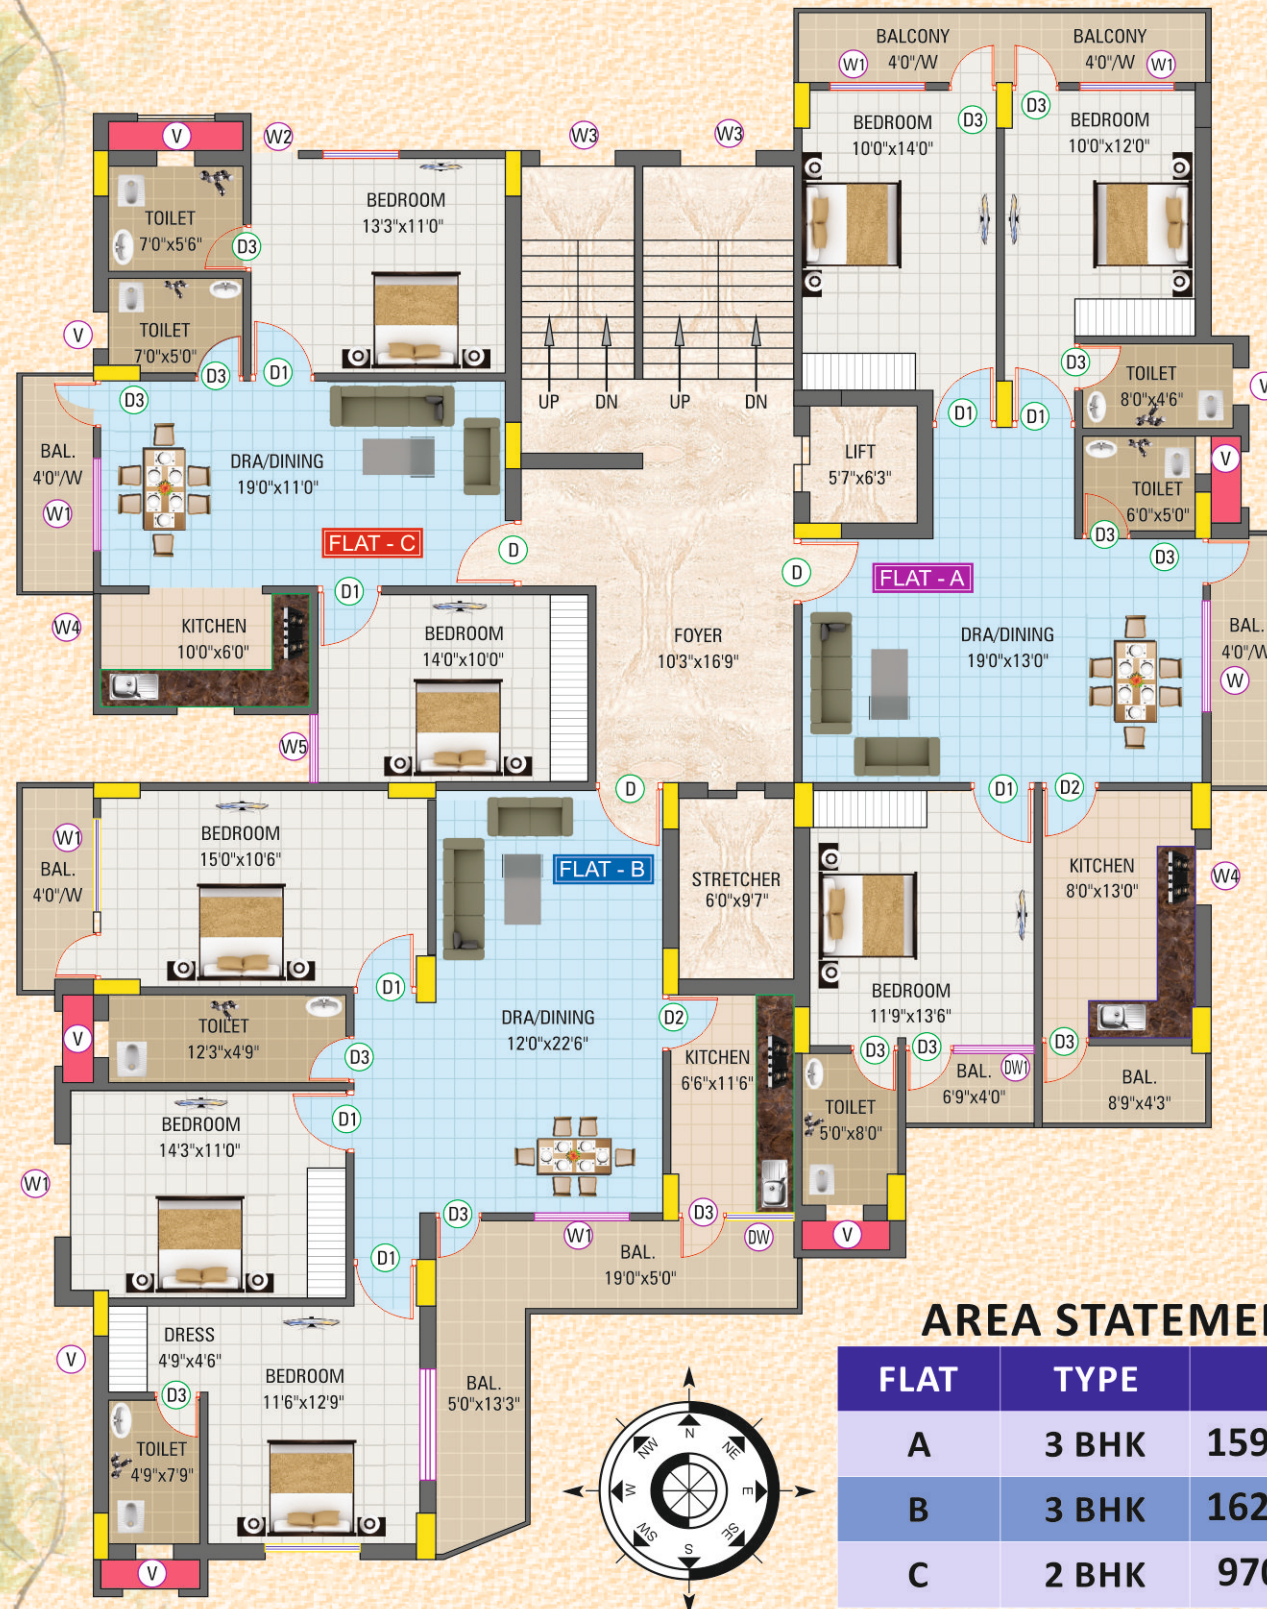 BALCONY
4'0"/W
BALCONY
4'0"/W
W1
W1
D3
D3
V
W2
W3
W3
BEDROOM
10'0"x14'0"
BEDROOM
10'0"x12'0"
BEDROOM
13'3"x11'0"
TOILET
7'0"x5'6"
D3
TOILET
7'0"x5'0"
V
D3
D1
D3
UP
DN
UP
DN
D3
TOILET
8'0"x4'6"
V
D1
D1
BAL.
4'0"/W
W1
DRA/DINING
19'0"x11'0"
LIFT
5'7"x6'3"
V
TOILET
6'0"x5'0"
D3
D3
FLAT - C
D
D
FLAT - A
D1
W4
KITCHEN
10'0"x6'0"
BEDROOM
14'0"x10'0"
FOYER
10'3"x16'9"
DRA/DINING
19'0"x13'0"
BAL.
4'0"/W
W
W5
D
D1
D2
W1
BAL.
4'0"/W
BEDROOM
15'0"x10'6"
FLAT - B
STRETCHER
6'0"x9'7"
KITCHEN
8'0"x13'0"
W4
D1
BEDROOM
11'9"x13'6"
V
TOILET
12'3"x4'9"
D3
DRA/DINING
12'0"x22'6"
D2
KITCHEN
6'6"x11'6"
D3
D3
DW1
D3
BAL.
6'9"x4'0"
BAL.
8'9"x4'3"
BEDROOM
14'3"x11'0"
D1
TOILET
5'0"x8'0"
W1
D3
W1
D3
DW
V
D1
BAL.
19'0"x5'0"
V
DRESS
4'9"x4'6"
D3
BEDROOM
11'6"x12'9"
BAL.
5'0"x13'3"
TOILET
4'9"x7'9"
V
N
NE
E
SE
S
SW
W
NW
AREA STATEME
FLAT TYPE
A 3 BHK 159
B 3 BHK 162
C 2 BHK 970